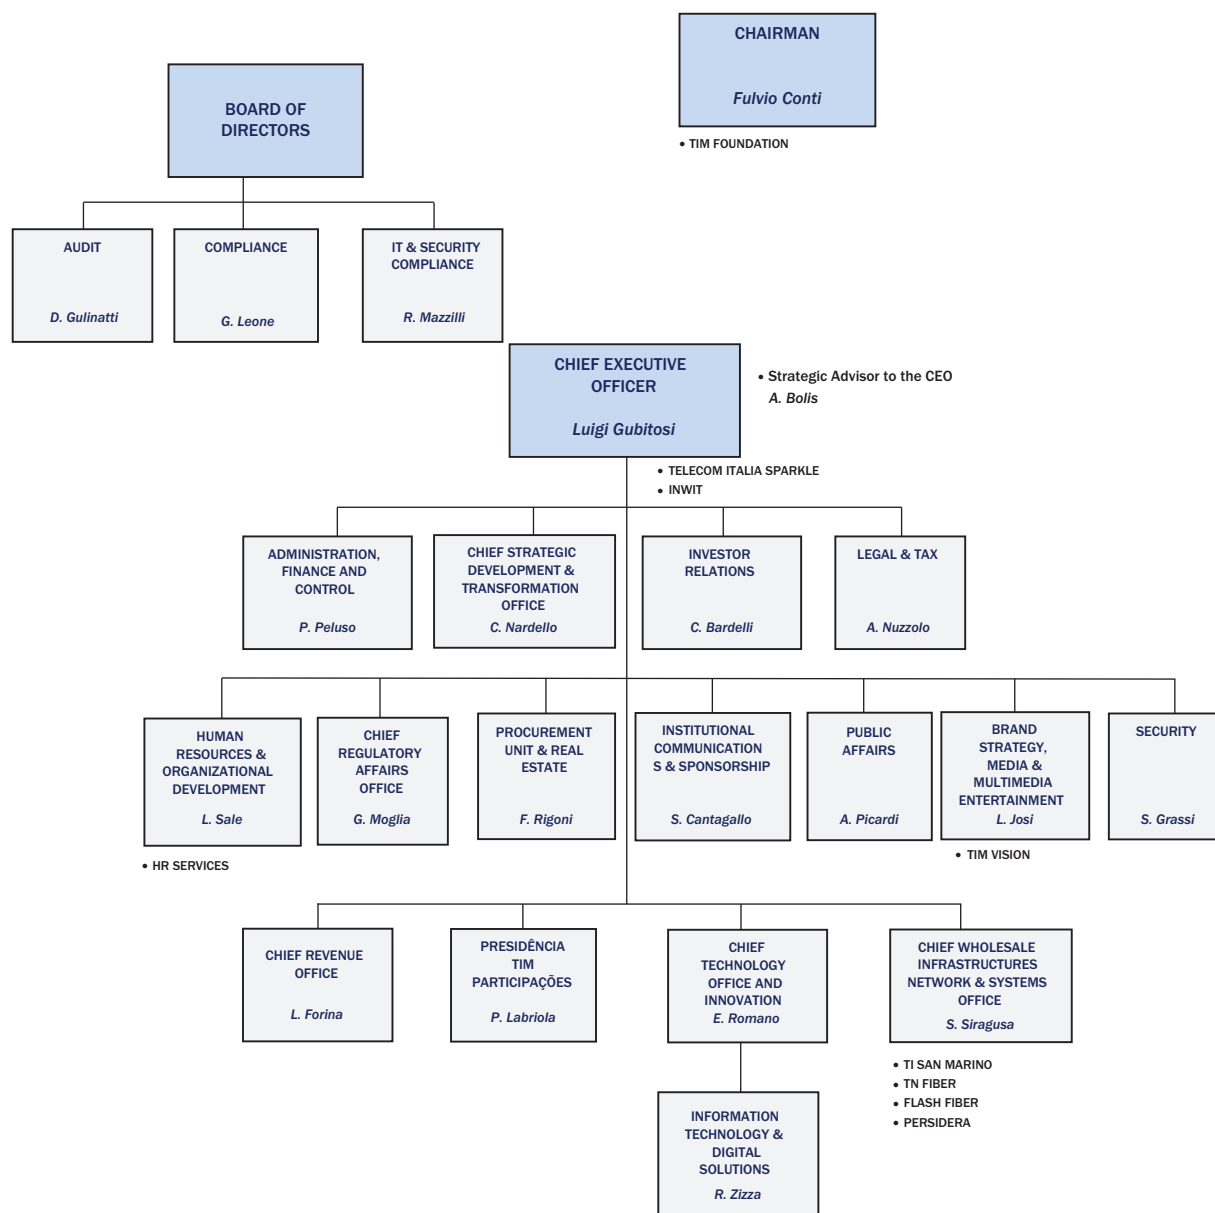 CHAIRMAN
Fulvio Conti
• TIM FOUNDATION
BOARD OF
DIRECTORS
AUDIT
D. Gulinatti
COMPLIANCE
G. Leone
IT & SECURITY
COMPLIANCE
R. Mazzilli
CHIEF EXECUTIVE
OFFICER
Luigi Gubitosi
• Strategic Advisor to the CEO
A. Bolis
• TELECOM ITALIA SPARKLE
• INWIT
ADMINISTRATION,
FINANCE AND
CONTROL
P. Peluso
CHIEF STRATEGIC
DEVELOPMENT &
TRANSFORMATION
OFFICE
C. Nardello
INVESTOR
RELATIONS
C. Bardelli
LEGAL & TAX
A. Nuzzolo
HUMAN
RESOURCES &
ORGANIZATIONAL
DEVELOPMENT
L. Sale
• HR SERVICES
CHIEF
REGULATORY
AFFAIRS
OFFICE
G. Moglia
PROCUREMENT
UNIT & REAL
ESTATE
F. Rigoni
INSTITUTIONAL
COMMUNICATION
S & SPONSORSHIP
S. Cantagallo
PUBLIC
AFFAIRS
A. Picardi
BRAND
STRATEGY,
MEDIA &
MULTIMEDIA
ENTERTAINMENT
L. Josi
• TIM VISION
SECURITY
S. Grassi
CHIEF REVENUE
OFFICE
L. Forina
PRESIDÊNCIA
TIM
PARTICIPAÇÕES
P. Labriola
CHIEF
TECHNOLOGY
OFFICE AND
INNOVATION
E. Romano
CHIEF WHOLESALE
INFRASTRUCTURES
NETWORK & SYSTEMS
OFFICE
S. Siragusa
• TI SAN MARINO
• TN FIBER
• FLASH FIBER
• PERSIDERA
INFORMATION
TECHNOLOGY &
DIGITAL
SOLUTIONS
R. Zizza